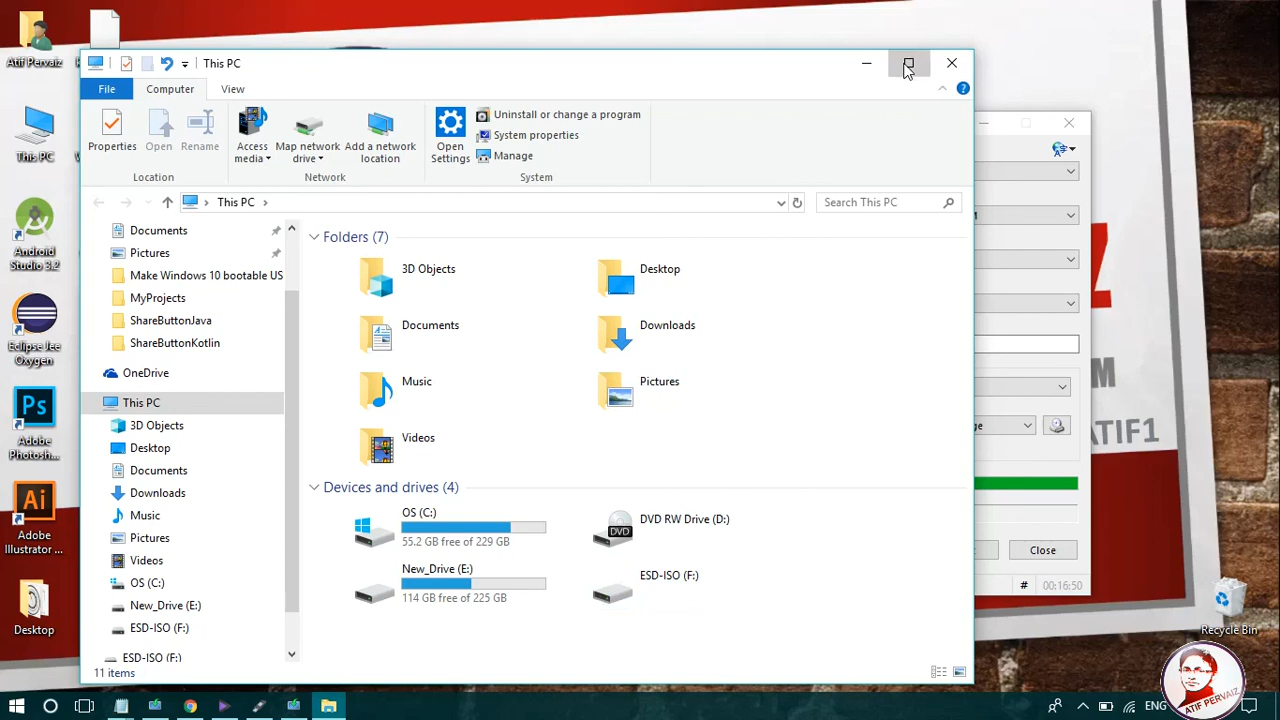 Atif Pervaiz
This PC
Android
Studio 3.2
Eclipse Jee
Oxygen
Adobe
Photosh...
Adobe
Illustrator ...
Desktop
This PC
File
Computer
View
Properties
Open
Rename
Access
media
Map network
drive
Add a network
location
Open
Settings
Uninstall or change a program
System properties
Manage
Location
Network
System
This PC
Search This PC
Documents
Pictures
Make Windows 10 bootable US
MyProjects
ShareButtonJava
ShareButtonKotlin
OneDrive
This PC
3D Objects
Desktop
Documents
Downloads
Music
Pictures
Videos
OS (C:)
New_Drive (E:)
ESD-ISO (F:)
ESD-ISO (F:)
Folders (7)
3D Objects
Desktop
Documents
Downloads
Music
Pictures
Videos
Devices and drives (4)
OS (C:)
55.2 GB free of 229 GB
DVD RW Drive (D:)
DVD
New_Drive (E:)
114 GB free of 225 GB
ESD-ISO (F:)
11 items
ATIF1
Close
#
00:16:50
Recycle Bin
ENG
ATIF PERVAIZ